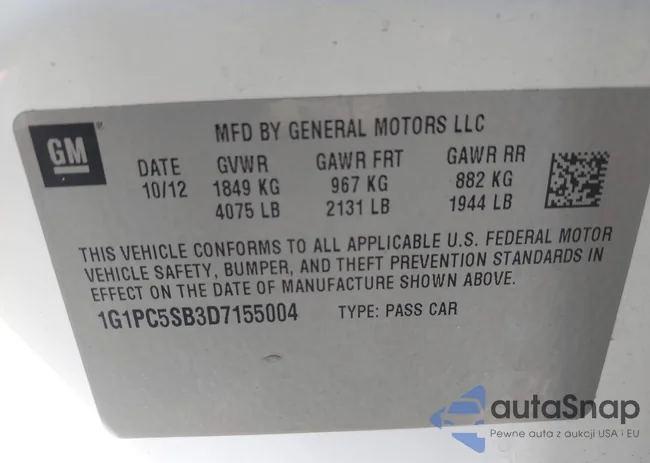 GM
MFD BY GENERAL MOTORS LLC
DATE GVWR GAWR FRT GAWR RR
10/12 1849 KG 967 KG 882 KG
4075 LB 2131 LB 1944 LB
THIS VEHICLE CONFORMS TO ALL APPLICABLE U.S. FEDERAL MOTOR
VEHICLE SAFETY, BUMPER, AND THEFT PREVENTION STANDARDS IN
EFFECT ON THE DATE OF MANUFACTURE SHOWN ABOVE.
1G1PC5SB3D7155004 TYPE: PASS CAR
autaSnap
Pewne auta z aukcji USA i EU